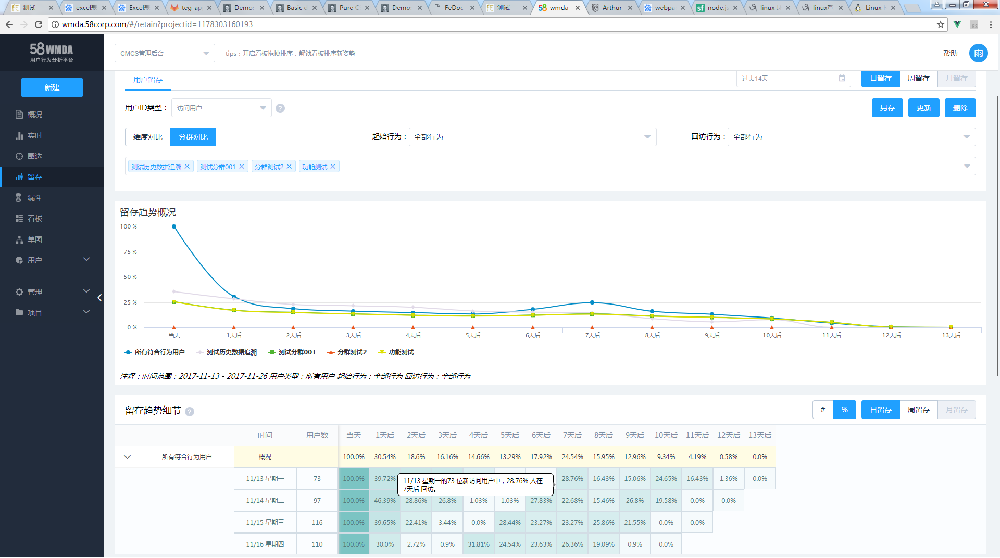 测试 excel表 Excel表 teg-ap Demo: Basic d Pure C Demo: FeDoc- 测试 wmda- Arthur webpa node.js linux 环 linux查 Linux下
wmda.58corp.com/#/retain?projectid=1178303160193
58 WMDA
用户行为分析平台
CMCS管理后台
tips：开启看板拖拽排序，解锁看板排序新姿势
帮助
雨
新建
概况
实时
圈选
留存
漏斗
看板
单图
用户
管理
项目
用户留存
过去14天
日留存 周留存 月留存
用户ID类型： 访问用户 ?
另存 更新 删除
维度对比 分群对比
起始行为： 全部行为
回访行为： 全部行为
测试历史数据追溯 测试分群001 分群测试2 功能测试
留存趋势概况
100 %
75 %
50 %
25 %
0 %
当天 1天后 2天后 3天后 4天后 5天后 6天后 7天后 8天后 9天后 10天后 11天后 12天后 13天后
所有符合行为用户 测试历史数据追溯 测试分群001 分群测试2 功能测试
注释：时间范围：2017-11-13 - 2017-11-26 用户类型：所有用户 起始行为：全部行为 回访行为：全部行为
留存趋势细节 ?
# % 日留存 周留存 月留存
时间 用户数 当天 1天后 2天后 3天后 4天后 5天后 6天后 7天后 8天后 9天后 10天后 11天后 12天后 13天后
所有符合行为用户 概况 100.0% 30.54% 18.6% 16.16% 14.66% 13.29% 17.92% 24.54% 15.95% 12.96% 9.34% 4.19% 0.58% 0.0%
11/13 星期一 73 100.0% 39.72% 28.76% 16.43% 15.06% 24.65% 16.43% 1.36% 0.0%
11/13 星期一的73 位新访问用户中，28.76% 人在
7天后 回访。
11/14 星期二 97 100.0% 46.39% 28.86% 26.8% 1.03% 1.03% 27.83% 22.68% 15.46% 26.8% 19.58% 0.0% 0.0%
11/15 星期三 116 100.0% 39.65% 22.41% 3.44% 0.0% 28.44% 23.27% 23.27% 25.86% 21.55% 0.0% 0.0%
11/16 星期四 110 100.0% 30.0% 2.72% 0.9% 31.81% 24.54% 23.63% 26.36% 19.09% 0.9% 0.0%